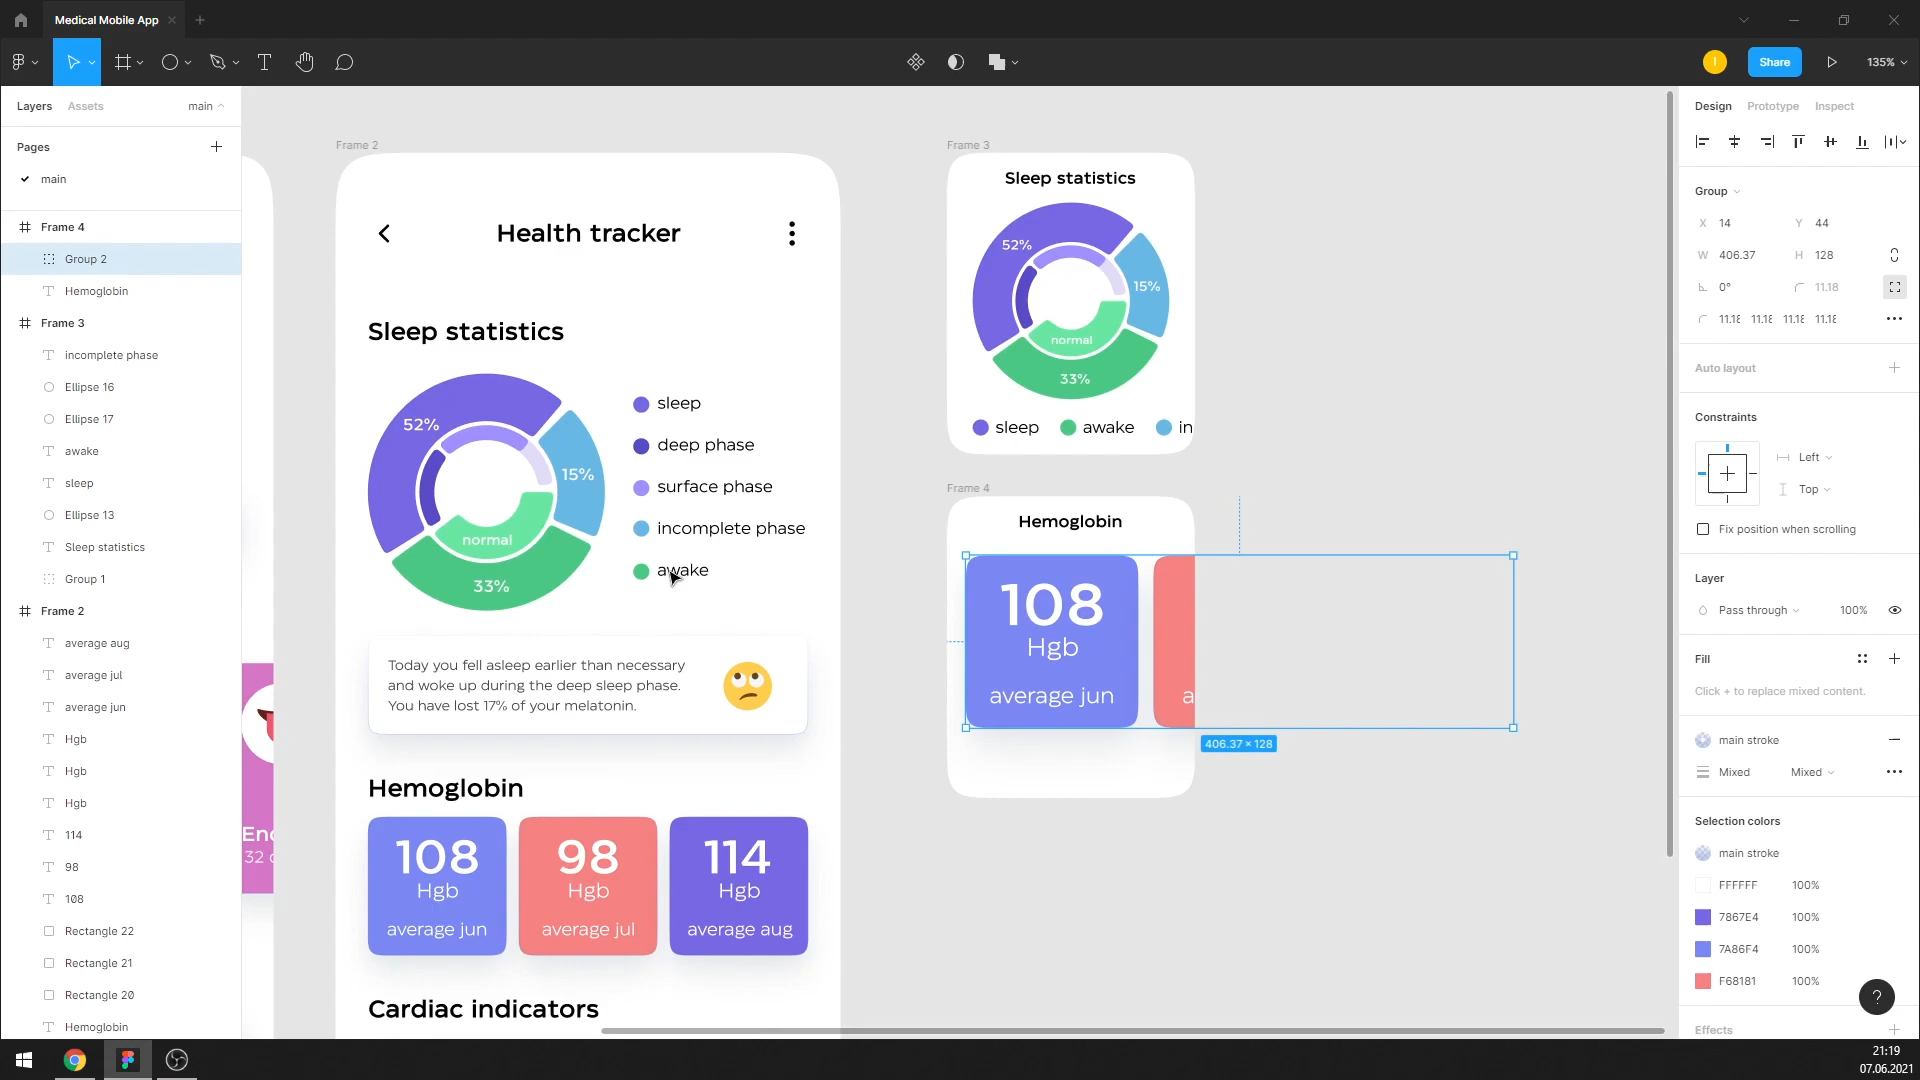 Medical Mobile App
Share
135%
Layers
Assets
main
Pages
main
Frame 4
Group 2
Hemoglobin
Frame 3
incomplete phase
Ellipse 16
Ellipse 17
awake
sleep
Ellipse 13
Sleep statistics
Group 1
Frame 2
average aug
average jul
average jun
Hgb
Hgb
Hgb
114
98
108
Rectangle 22
Rectangle 21
Rectangle 20
Hemoglobin
32
Frame 2
Health tracker
Sleep statistics
52%
15%
normal
33%
sleep
deep phase
surface phase
incomplete phase
awake
Today you fell asleep earlier than necessary
and woke up during the deep sleep phase.
You have lost 17% of your melatonin.
Hemoglobin
108
Hgb
average jun
98
Hgb
average jul
114
Hgb
average aug
Cardiac indicators
Frame 3
Sleep statistics
52%
15%
normal
33%
sleep
awake
in
Frame 4
Hemoglobin
108
Hgb
average jun
a
406.37 × 128
Design
Prototype
Inspect
Group
X 14
Y 44
W 406.37
H 128
0°
11.18
11.18 11.18 11.18 11.18
Auto layout
Constraints
Left
Top
Fix position when scrolling
Layer
Pass through
100%
Fill
Click + to replace mixed content.
main stroke
Mixed
Mixed
Selection colors
main stroke
FFFFFF 100%
7867E4 100%
7A86F4 100%
F68181 100%
?
Effects
21:19
07.06.2021